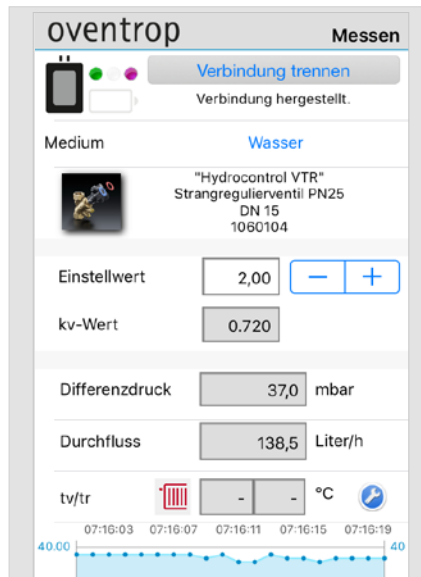 oventrop
Messen
Verbindung trennen
Verbindung hergestellt.
Medium Wasser
"Hydrocontrol VTR"
Strangregulierventil PN25
DN 15
1060104
Einstellwert 2,00 − +
kv-Wert 0.720
Differenzdruck 37,0 mbar
Durchfluss 138,5 Liter/h
tv/tr - - °C
07:16:03 07:16:07 07:16:11 07:16:15 07:16:19
40.00 40